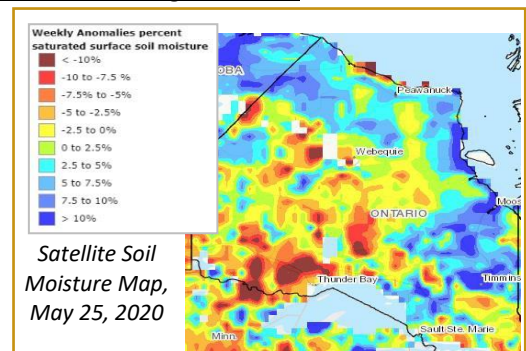 Weekly Anomalies percent
saturated surface soil moisture
< -10%
-10 to -7.5 %
-7.5% to -5%
-5 to -2.5%
-2.5 to 0%
0 to 2.5%
2.5 to 5%
5 to 7.5%
7.5 to 10%
> 10%
OBA
Peawanuck
Webequie
ONTARIO
Moos
Thunder Bay
Timmins
Sault Ste. Marie
Minn.
Satellite Soil
Moisture Map,
May 25, 2020